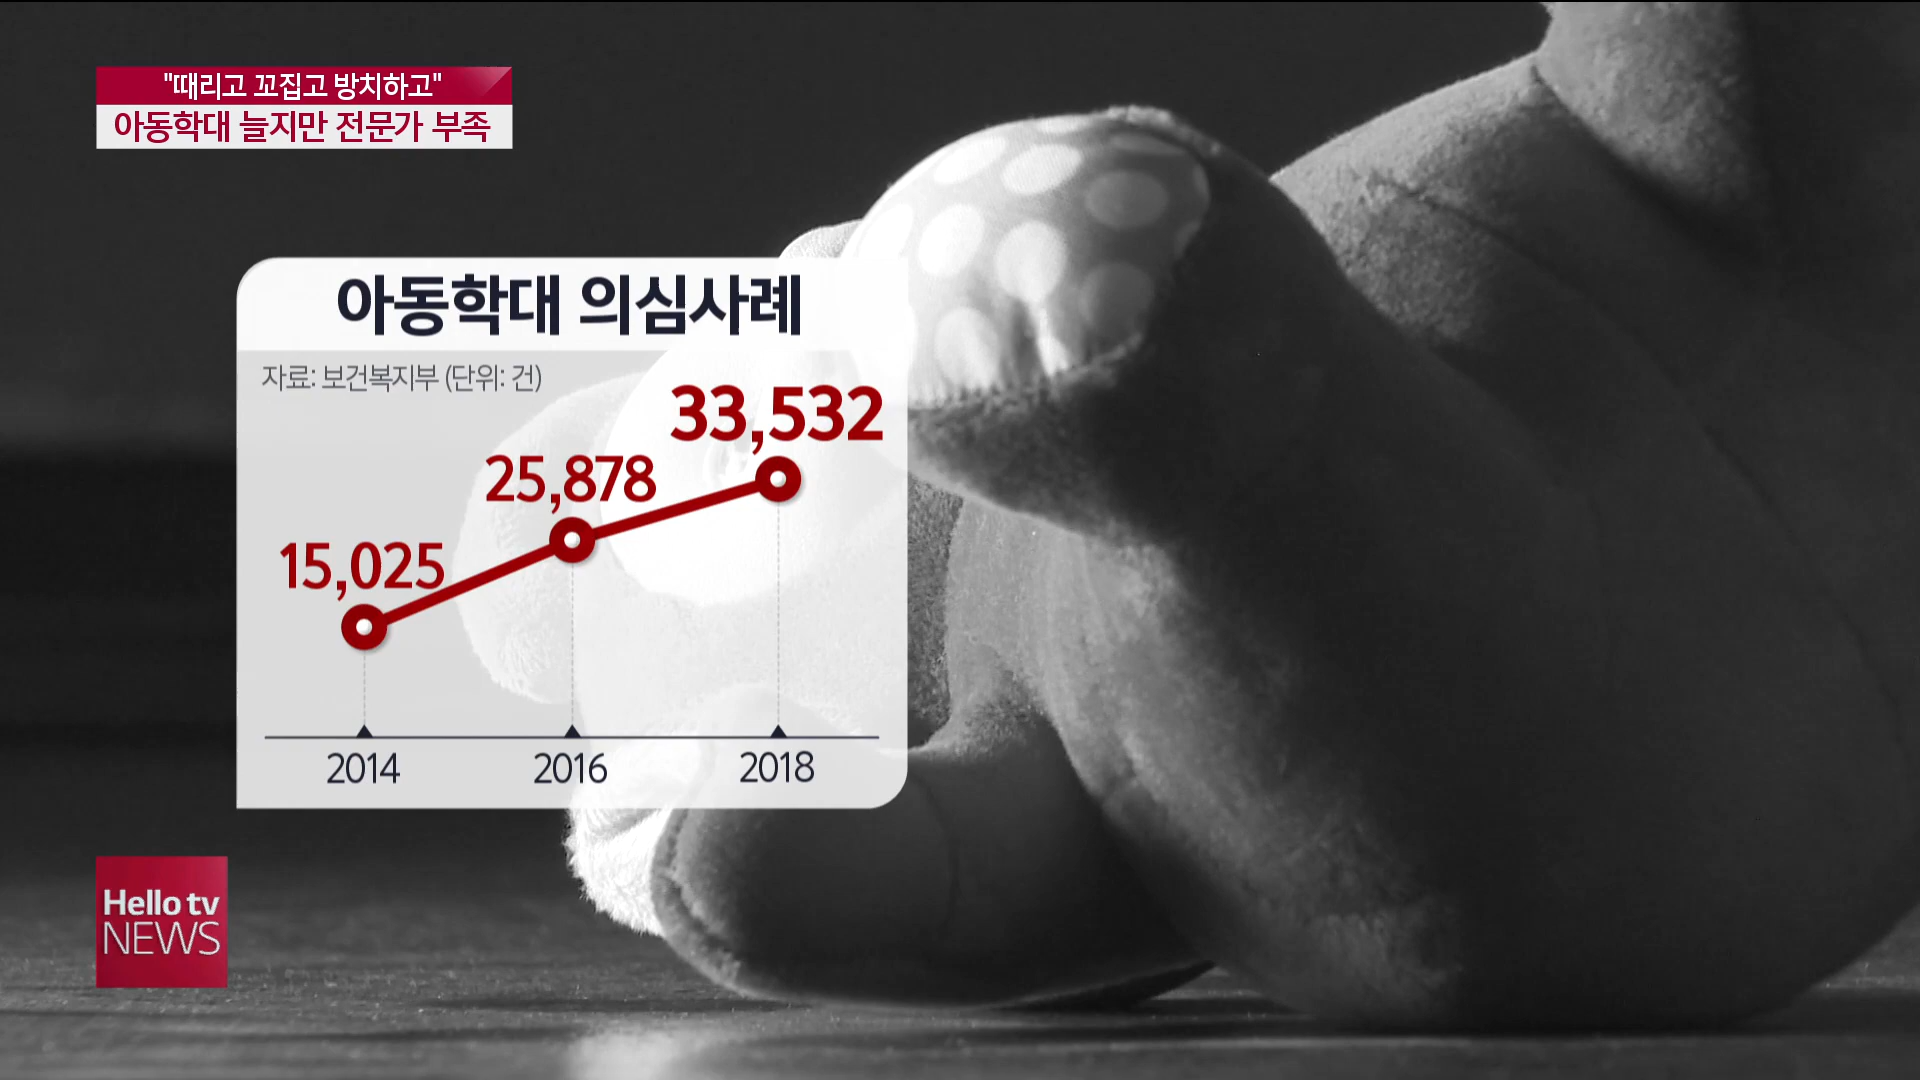 "때리고 꼬집고 방치하고"
아동학대 늘지만 전문가 부족
아동학대 의심사례
자료: 보건복지부 (단위: 건)
33,532
25,878
15,025
2014 2016 2018
Hello tv
NEWS